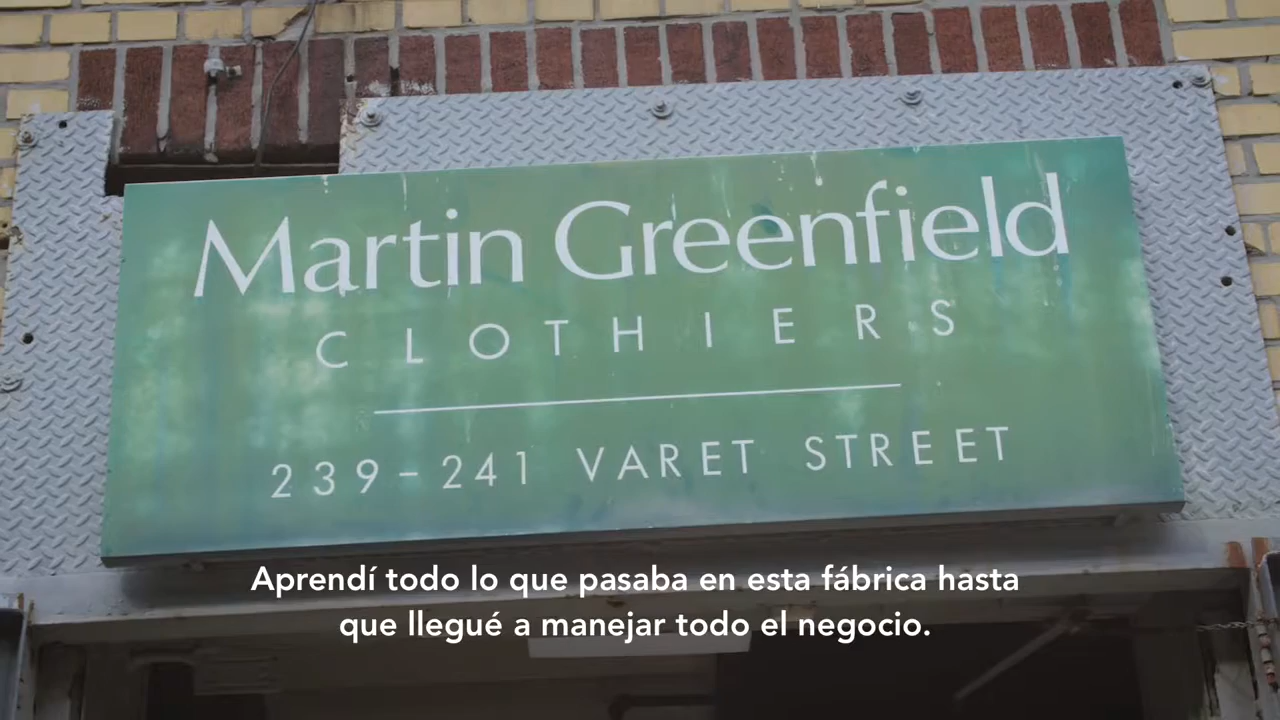 Martin Greenfield
CLOTHIERS
239-241 VARET STREET
Aprendí todo lo que pasaba en esta fábrica hasta
que llegué a manejar todo el negocio.